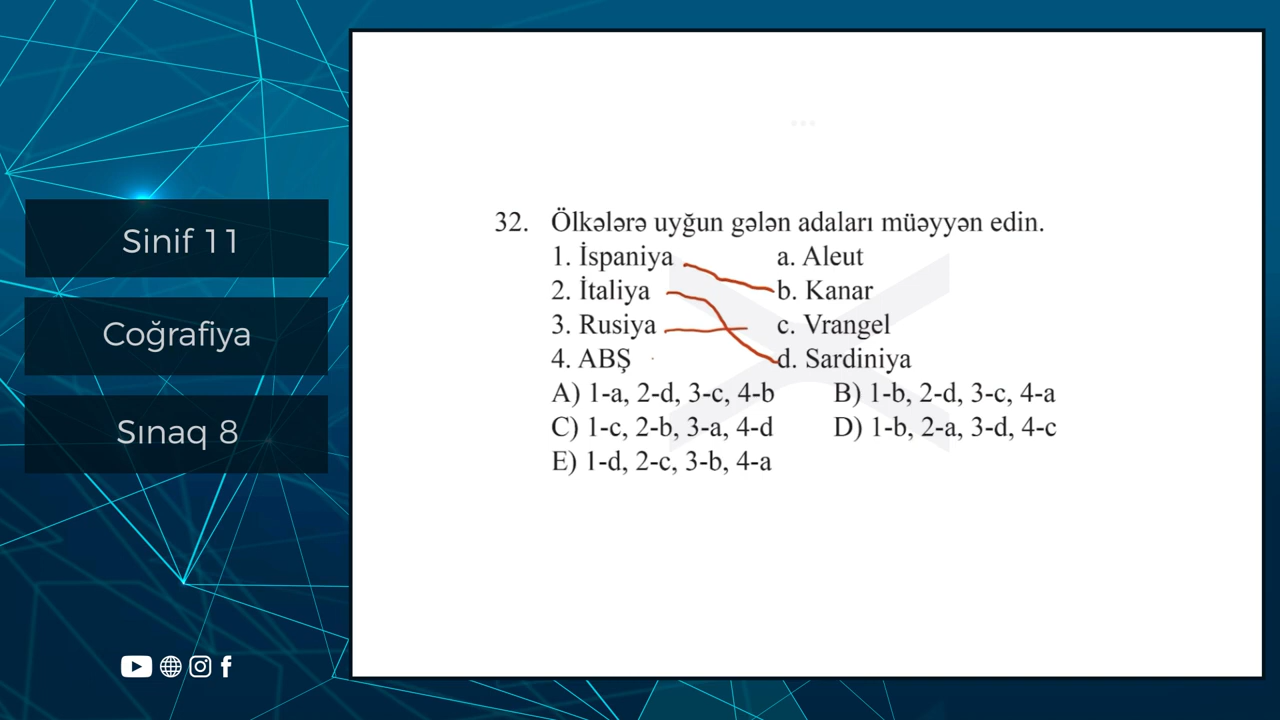 Sinif 11
Coğrafiya
Sınaq 8
32. Ölkələrə uyğun gələn adaları müəyyən edin.
1. İspaniya a. Aleut
2. İtaliya b. Kanar
3. Rusiya c. Vrangel
4. ABŞ d. Sardiniya
A) 1-a, 2-d, 3-c, 4-b B) 1-b, 2-d, 3-c, 4-a
C) 1-c, 2-b, 3-a, 4-d D) 1-b, 2-a, 3-d, 4-c
E) 1-d, 2-c, 3-b, 4-a